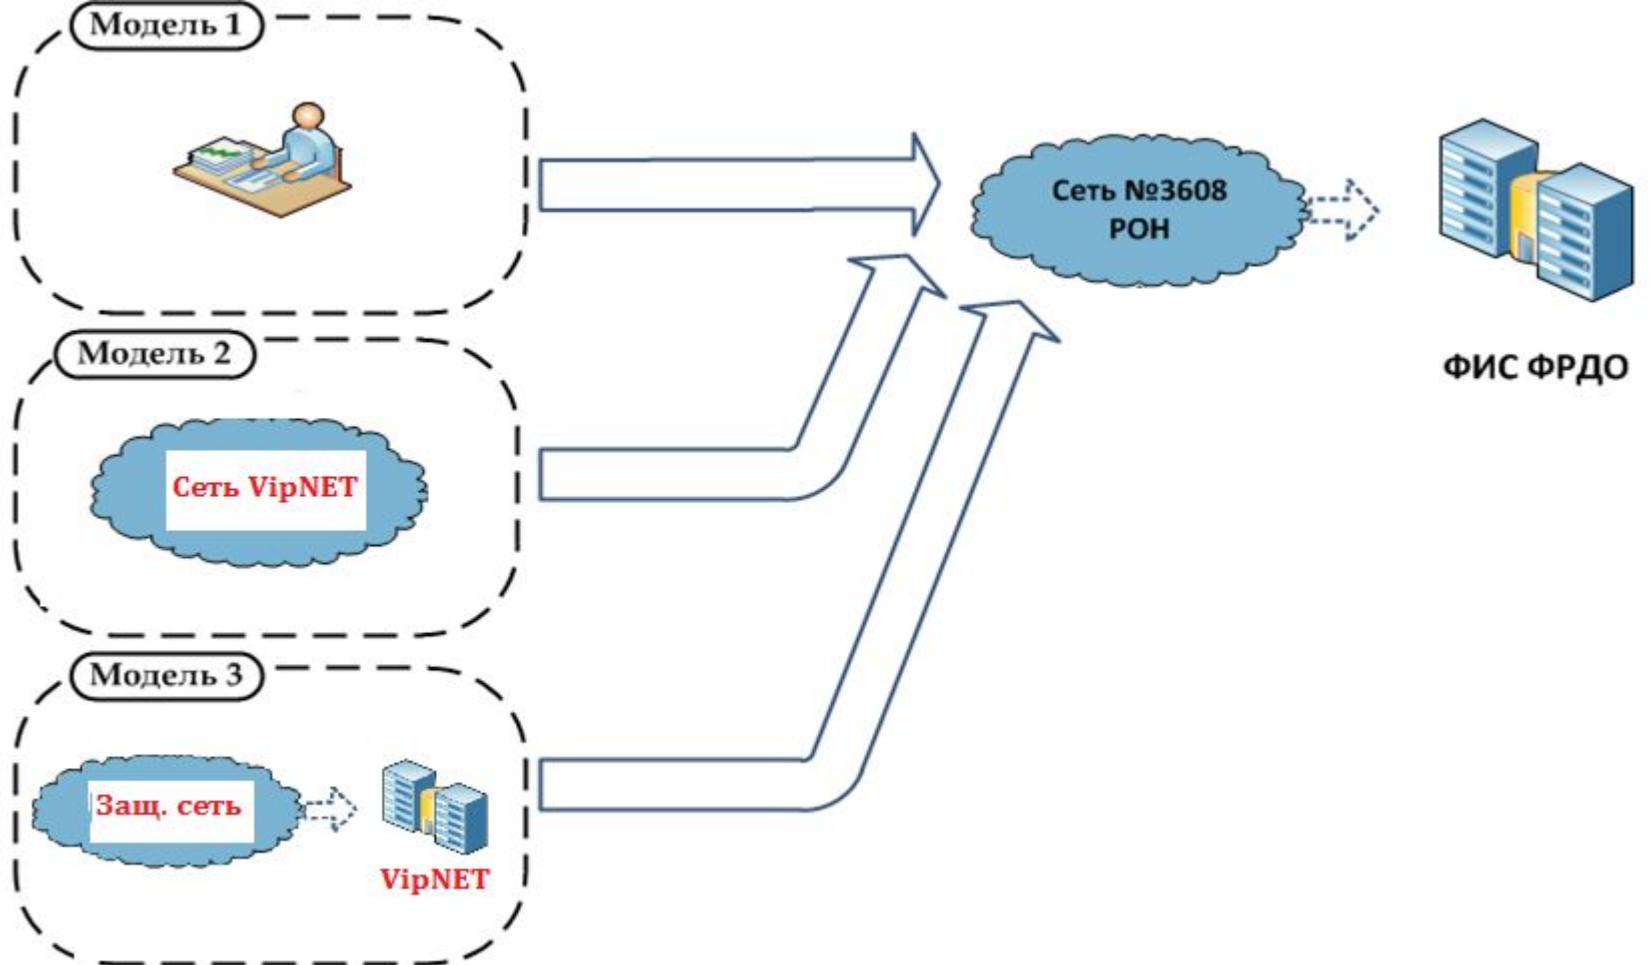 Модель 1
Сеть №3608
РОН
ФИС ФРДО
Модель 2
Сеть VipNET
Модель 3
Защ. сеть
VipNET